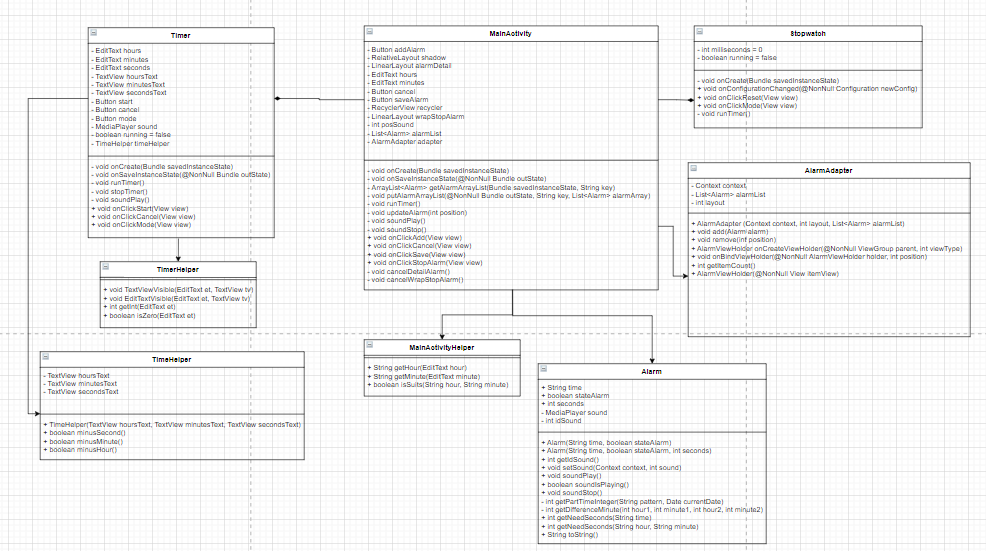 Timer
- EditText hours
- EditText minutes
- EditText seconds
- TextView hoursText
- TextView minutesText
- TextView secondsText
- Button start
- Button cancel
- Button mode
- MediaPlayer sound
- boolean running = false
- TimeHelper timeHelper
- void onCreate(Bundle savedInstanceState)
- void onSaveInstanceState(@NonNull Bundle outState)
- void runTimer()
- void stopTimer()
- void soundPlay()
+ void onClickStart(View view)
+ void onClickCancel(View view)
+ void onClickMode(View view)
MainActivity
- Button addAlarm
- RelativeLayout shadow
- LinearLayout alarmDetail
- EditText hours
- EditText minutes
- Button cancel
- Button saveAlarm
- RecyclerView recycler
- LinearLayout wrapStopAlarm
- int posSound
- List<Alarm> alarmList
- AlarmAdapter adapter
- void onCreate(Bundle savedInstanceState)
- void onSaveInstanceState(@NonNull Bundle outState)
- ArrayList<Alarm> getAlarmArrayList(Bundle savedInstanceState, String key)
- void putAlarmArrayList(@NonNull Bundle outState, String key, List<Alarm> alarmArray)
- void runTimer()
- void updateAlarm(int position)
- void soundPlay()
- void soundStop()
+ void onClickAdd(View view)
+ void onClickCancel(View view)
+ void onClickSave(View view)
+ void onClickStopAlarm(View view)
- void cancelDetailAlarm()
- void cancelWrapStopAlarm()
Stopwatch
- int milliseconds = 0
- boolean running = false
- void onCreate(Bundle savedInstanceState)
+ void onConfigurationChanged(@NonNull Configuration newConfig)
+ void onClickReset(View view)
+ void onClickMode(View view)
- void runTimer()
AlarmAdapter
- Context context
- List<Alarm> alarmList
- int layout
+ AlarmAdapter (Context context, int layout, List<Alarm> alarmList)
+ void add(Alarm alarm)
+ void remove(int position)
+ AlarmViewHolder onCreateViewHolder(@NonNull ViewGroup parent, int viewType)
+ void onBindViewHolder(@NonNull AlarmViewHolder holder, int position)
+ int getItemCount()
+ AlarmViewHolder(@NonNull View itemView)
TimerHelper
+ void TextViewVisible(EditText et, TextView tv)
+ void EditTextVisible(EditText et, TextView tv)
+ int getInt(EditText et)
+ boolean isZero(EditText et)
TimeHelper
- TextView hoursText
- TextView minutesText
- TextView secondsText
+ TimeHelper(TextView hoursText, TextView minutesText, TextView secondsText)
+ boolean minusSecond()
+ boolean minusMinute()
+ boolean minusHour()
MainActivityHelper
+ String getHour(EditText hour)
+ String getMinute(EditText minute)
+ boolean isSuits(String hour, String minute)
Alarm
+ String time
+ boolean stateAlarm
+ int seconds
- MediaPlayer sound
- int idSound
+ Alarm(String time, boolean stateAlarm)
+ Alarm(String time, boolean stateAlarm, int seconds)
+ int getIdSound()
+ void setSound(Context context, int sound)
+ void soundPlay()
+ boolean soundIsPlaying()
+ void soundStop()
- int getPartTimeInteger(String pattern, Date currentDate)
- int getDifferenceMinute(int hour1, int minute1, int hour2, int minute2)
+ int getNeedSeconds(String time)
+ int getNeedSeconds(String hour, String minute)
+ String toString()